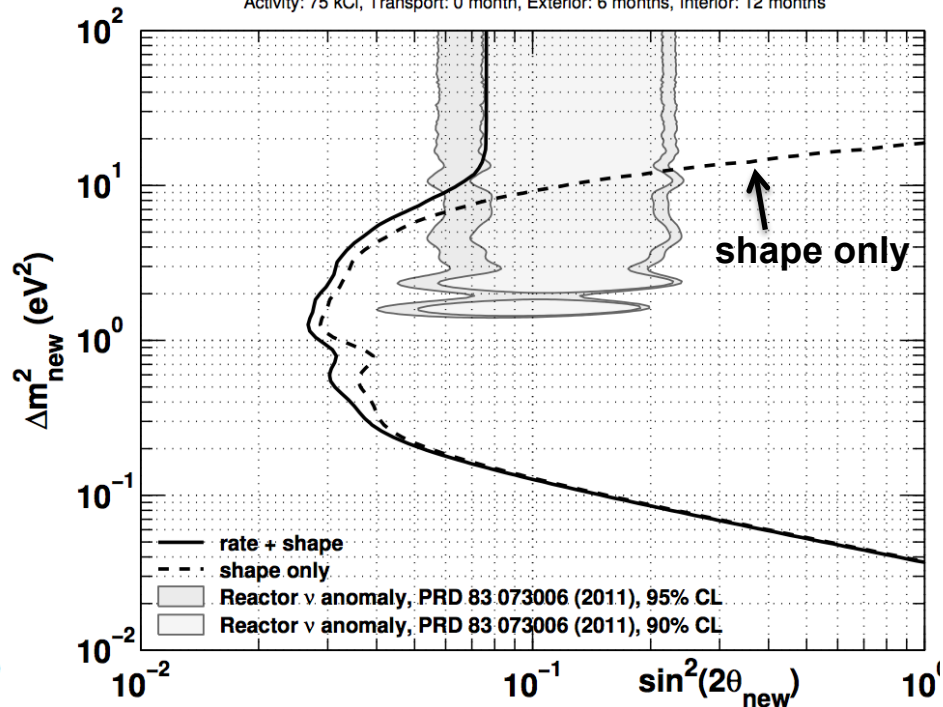 Activity: 75 kCi, Transport: 0 month, Exterior: 6 months, Interior: 12 months
10²
10¹
10⁰
10⁻¹
10⁻²
Δm²new (eV²)
shape only
rate + shape
shape only
Reactor ν anomaly, PRD 83 073006 (2011), 95% CL
Reactor ν anomaly, PRD 83 073006 (2011), 90% CL
10⁻²
10⁻¹
sin²(2θnew)
10⁰